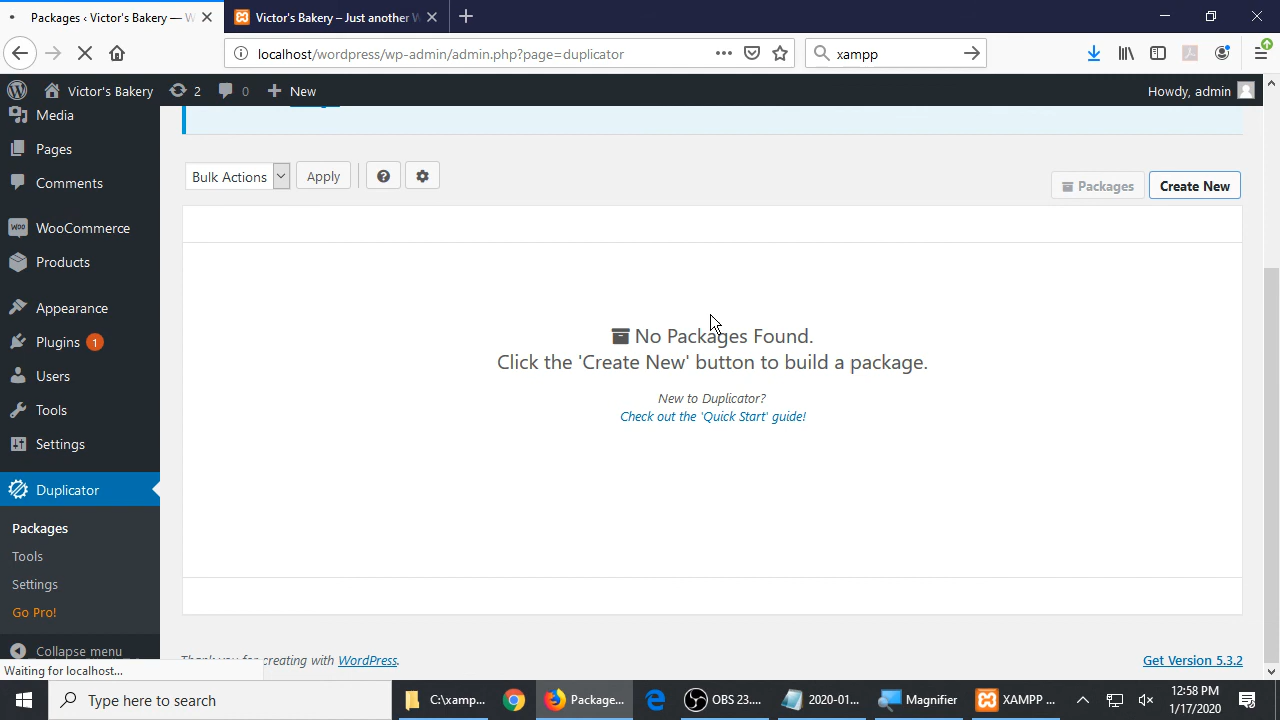 Packages ‹ Victor's Bakery — W
Victor's Bakery – Just another W
localhost/wordpress/wp-admin/admin.php?page=duplicator
xampp
Victor's Bakery
2
0
New
Howdy, admin
Media
Pages
Comments
WooCommerce
Products
Appearance
Plugins 1
Users
Tools
Settings
Duplicator
Packages
Tools
Settings
Go Pro!
Collapse menu
Bulk Actions
Apply
Packages
Create New
No Packages Found.
Click the 'Create New' button to build a package.
New to Duplicator?
Check out the 'Quick Start' guide!
Thank you for creating with WordPress.
Get Version 5.3.2
Waiting for localhost...
Type here to search
C:\xamp...
Package...
OBS 23....
2020-01...
Magnifier
XAMPP ...
12:58 PM
1/17/2020